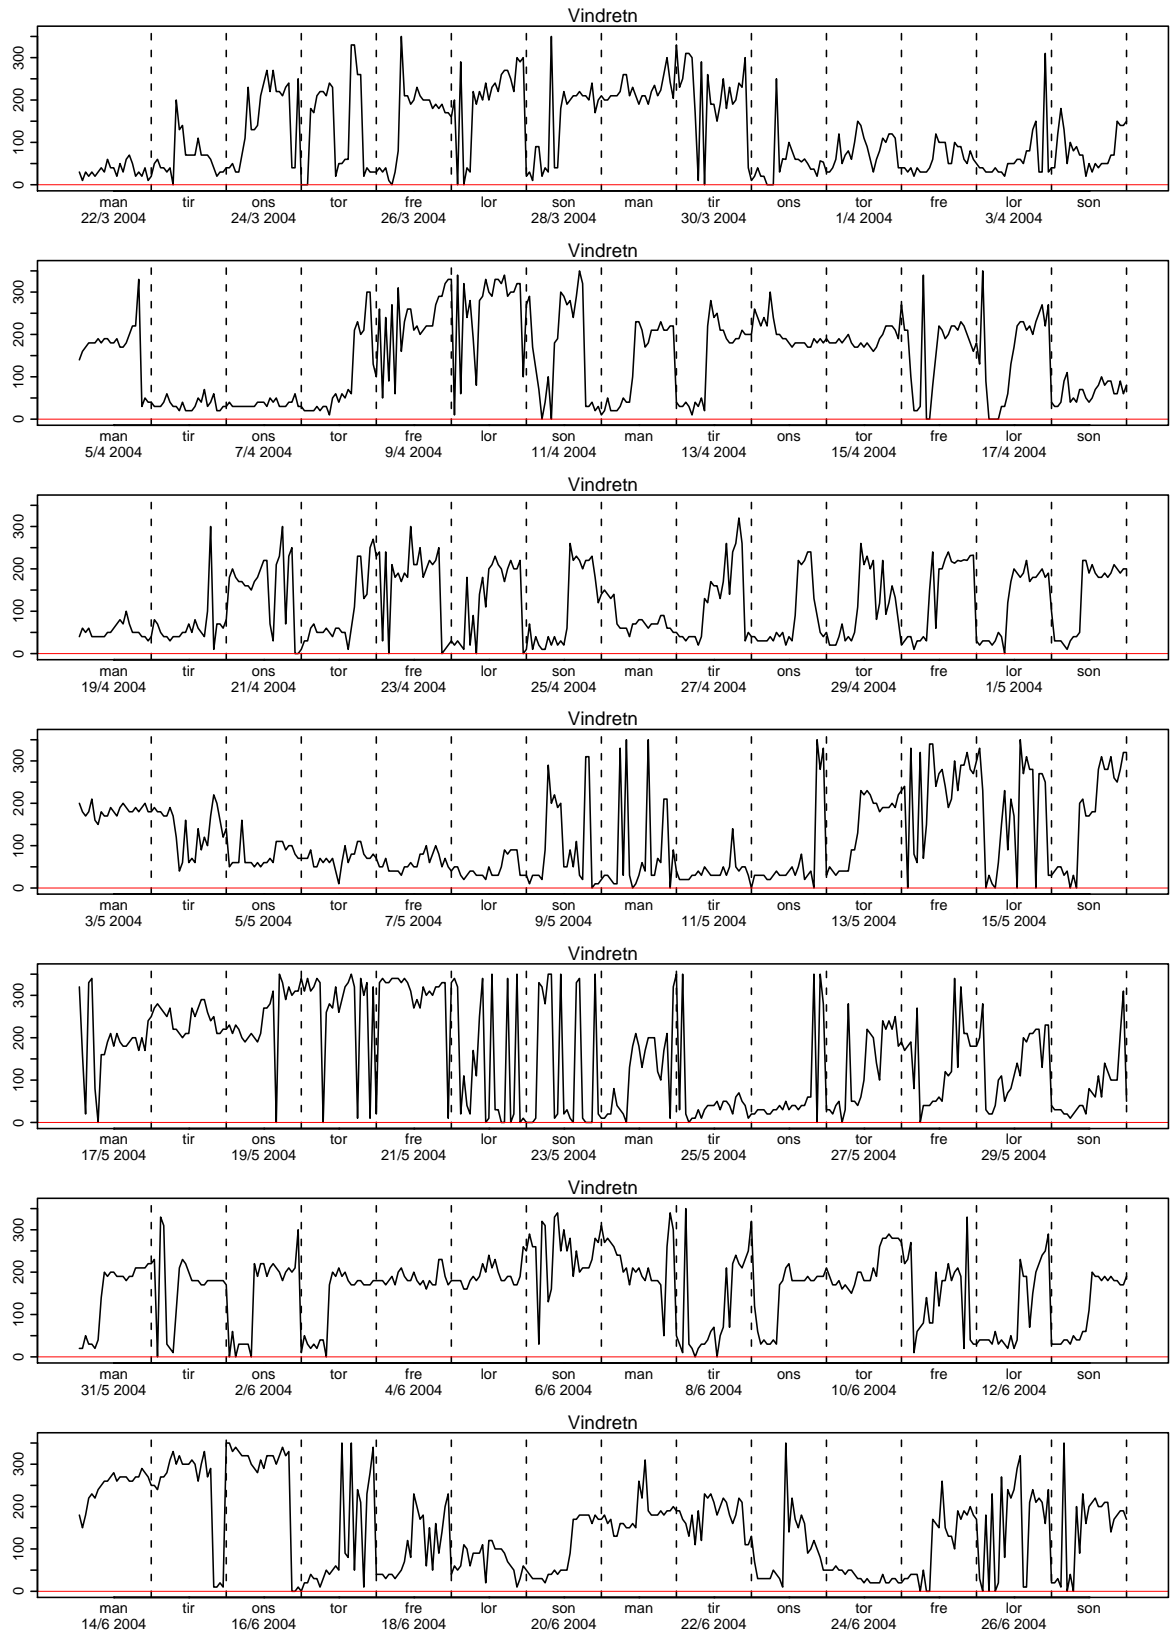 Vindretn
300
200
100
0
man tir ons tor fre lor son man tir ons tor fre lor son
22/3 2004 24/3 2004 26/3 2004 28/3 2004 30/3 2004 1/4 2004 3/4 2004
Vindretn
300
200
100
0
man tir ons tor fre lor son man tir ons tor fre lor son
5/4 2004 7/4 2004 9/4 2004 11/4 2004 13/4 2004 15/4 2004 17/4 2004
Vindretn
300
200
100
0
man tir ons tor fre lor son man tir ons tor fre lor son
19/4 2004 21/4 2004 23/4 2004 25/4 2004 27/4 2004 29/4 2004 1/5 2004
Vindretn
300
200
100
0
man tir ons tor fre lor son man tir ons tor fre lor son
3/5 2004 5/5 2004 7/5 2004 9/5 2004 11/5 2004 13/5 2004 15/5 2004
Vindretn
300
200
100
0
man tir ons tor fre lor son man tir ons tor fre lor son
17/5 2004 19/5 2004 21/5 2004 23/5 2004 25/5 2004 27/5 2004 29/5 2004
Vindretn
300
200
100
0
man tir ons tor fre lor son man tir ons tor fre lor son
31/5 2004 2/6 2004 4/6 2004 6/6 2004 8/6 2004 10/6 2004 12/6 2004
Vindretn
300
200
100
0
man tir ons tor fre lor son man tir ons tor fre lor son
14/6 2004 16/6 2004 18/6 2004 20/6 2004 22/6 2004 24/6 2004 26/6 2004